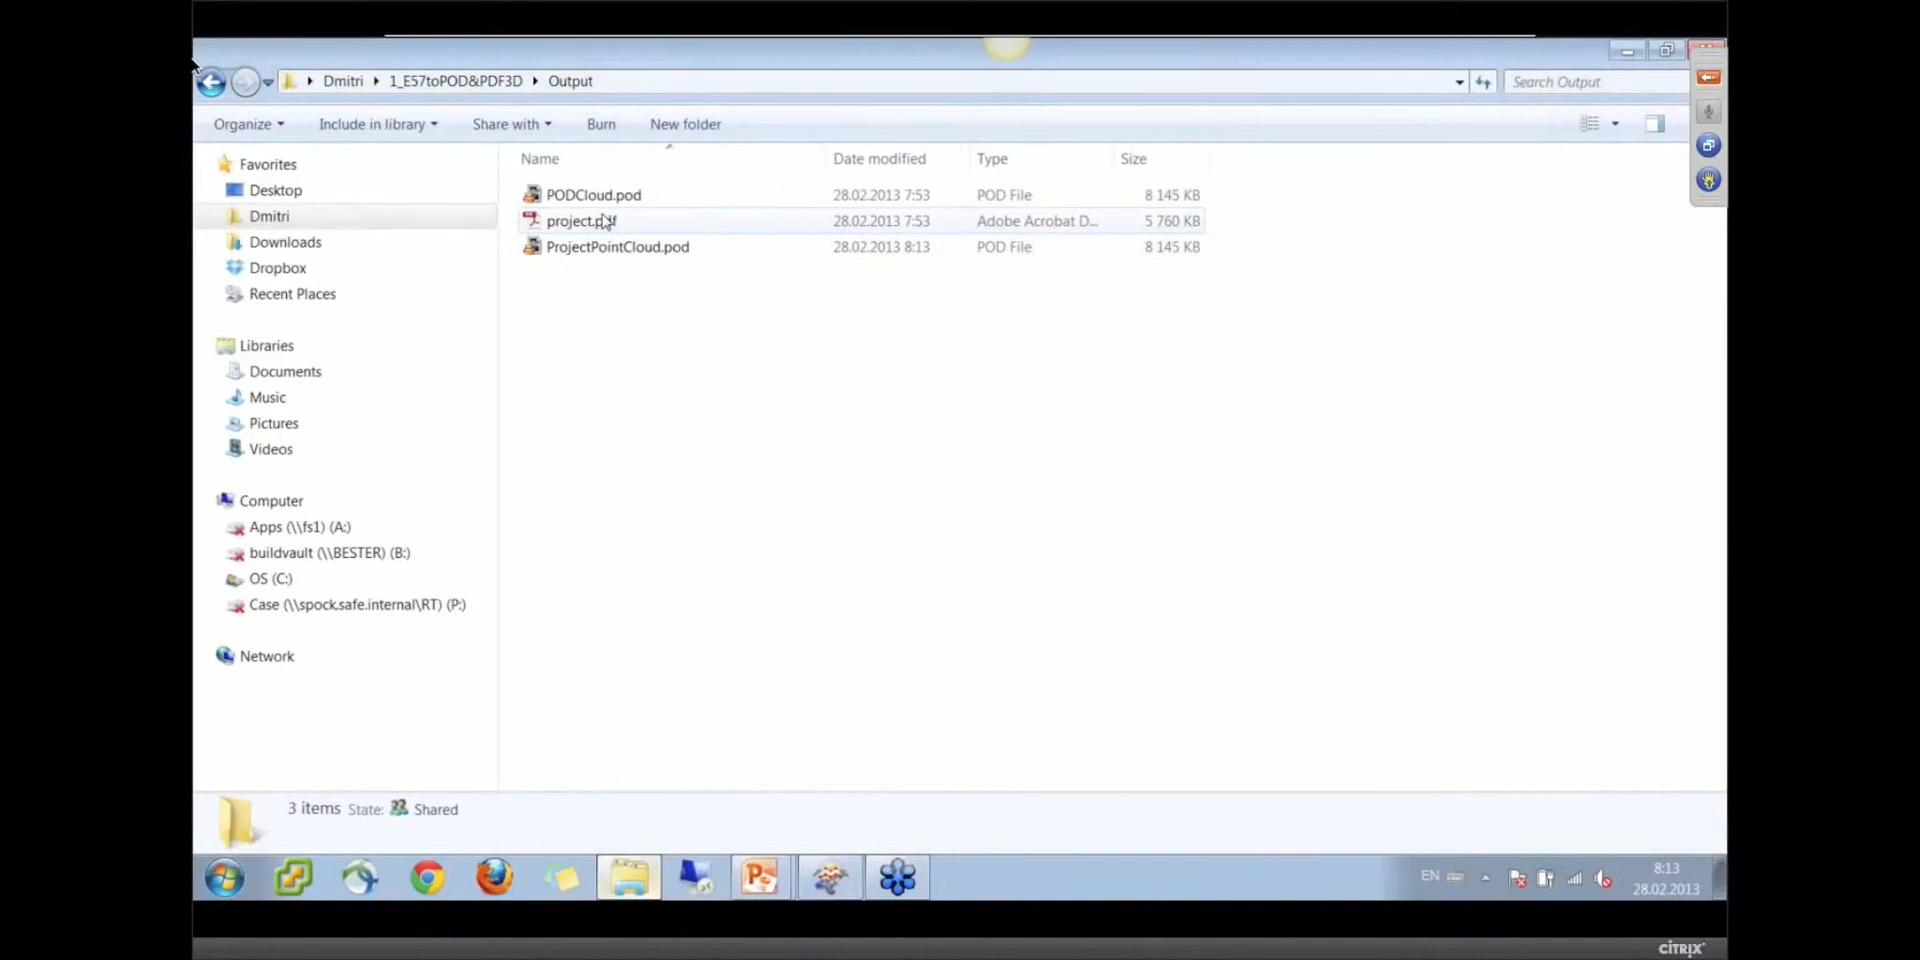 Dmitri 1_E57toPOD&PDF3D Output
Search Output
Organize Include in library Share with Burn New folder
Name Date modified Type Size
Favorites
Desktop
Dmitri
Downloads
Dropbox
Recent Places
Libraries
Documents
Music
Pictures
Videos
Computer
Apps (\\fs1) (A:)
buildvault (\\BESTER) (B:)
OS (C:)
Case (\\spock.safe.internal\RT) (P:)
Network
PODCloud.pod 28.02.2013 7:53 POD File 8 145 KB
project.pdf 28.02.2013 7:53 Adobe Acrobat D... 5 760 KB
ProjectPointCloud.pod 28.02.2013 8:13 POD File 8 145 KB
3 items State: Shared
EN
8:13
28.02.2013
CİTRIX